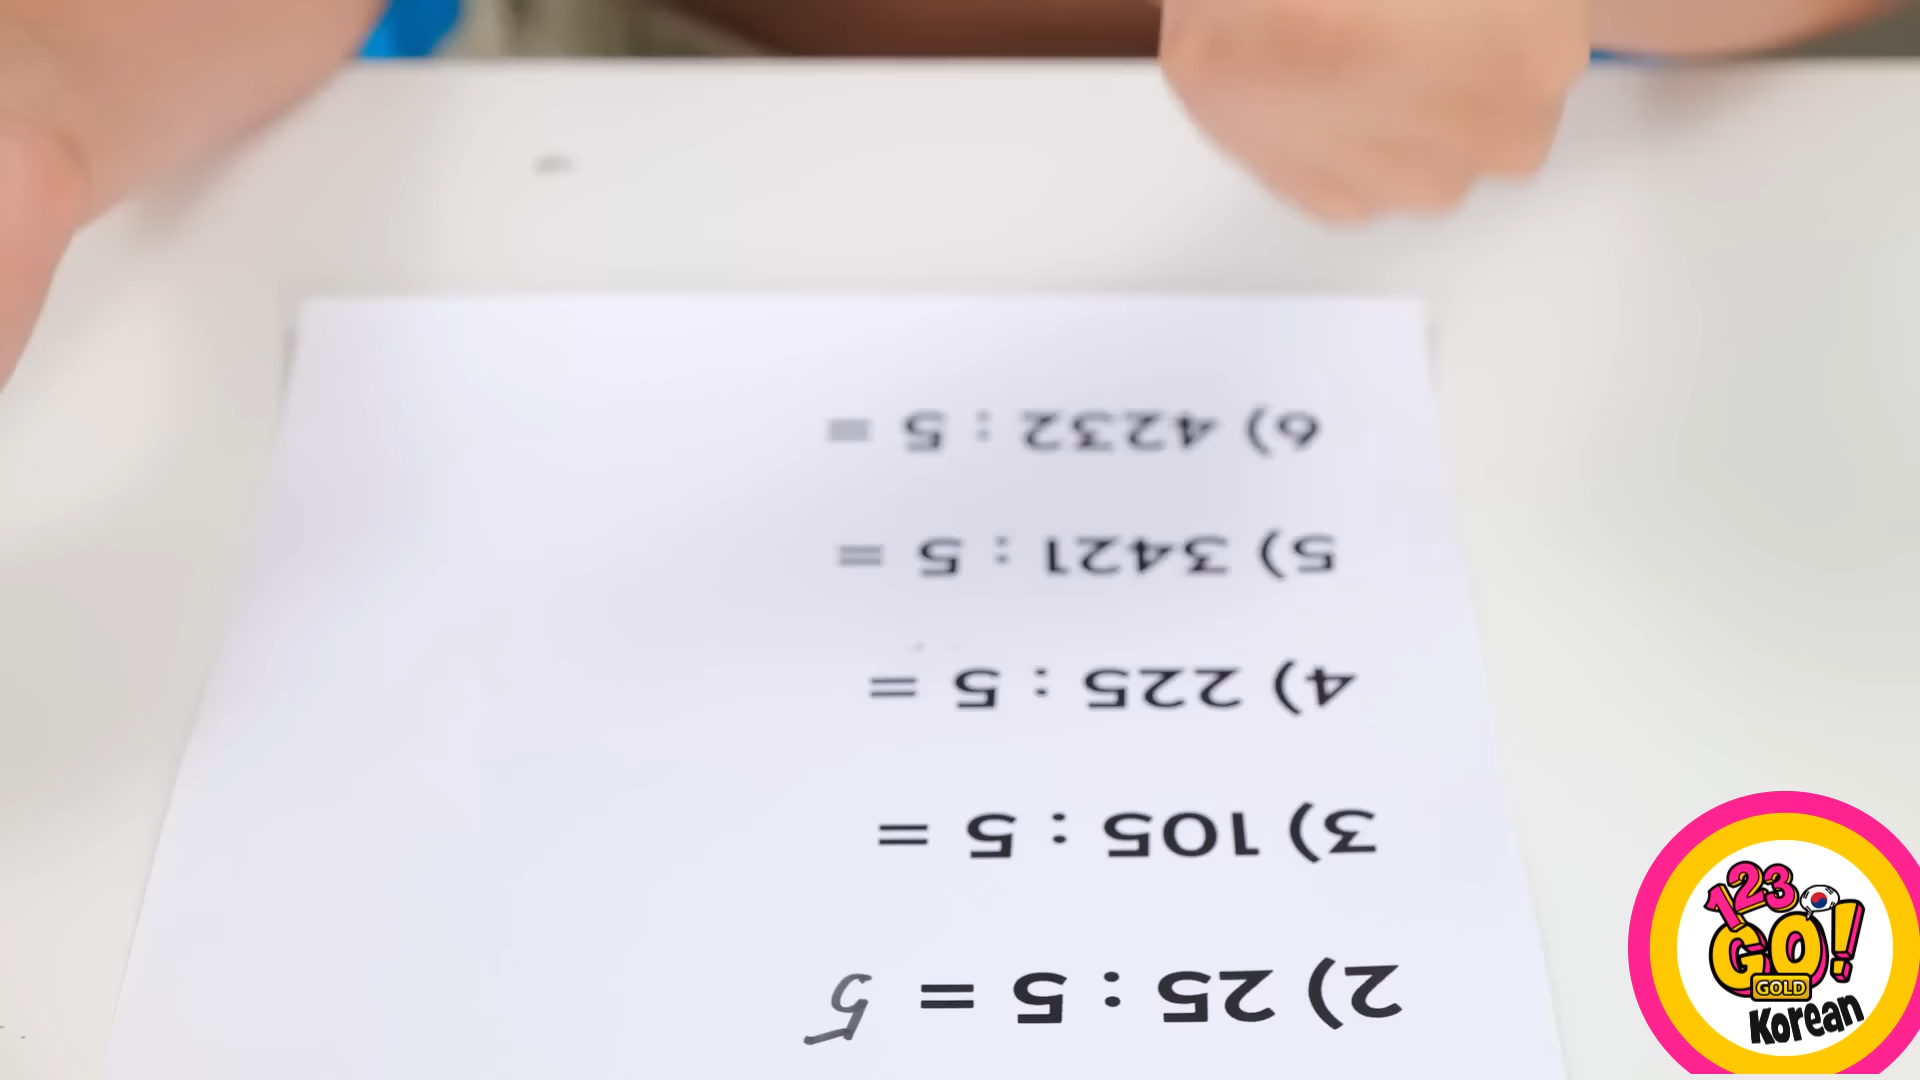 2) 25 : 5 = 5
3) 105 : 5 =
4) 225 : 5 =
5) 3421 : 5 =
6) 4232 : 5 =
123
GO!
GOLD
Korean